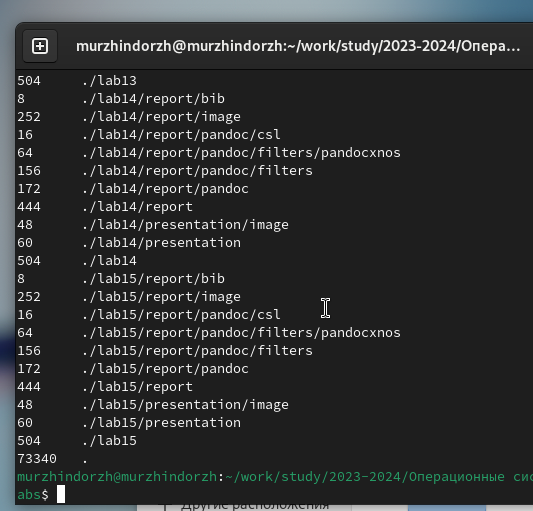 murzhindorzh@murzhindorzh:~/work/study/2023-2024/Опера...
504 ./lab13
8 ./lab14/report/bib
252 ./lab14/report/image
16 ./lab14/report/pandoc/csl
64 ./lab14/report/pandoc/filters/pandocxnos
156 ./lab14/report/pandoc/filters
172 ./lab14/report/pandoc
444 ./lab14/report
48 ./lab14/presentation/image
60 ./lab14/presentation
504 ./lab14
8 ./lab15/report/bib
252 ./lab15/report/image
16 ./lab15/report/pandoc/csl
64 ./lab15/report/pandoc/filters/pandocxnos
156 ./lab15/report/pandoc/filters
172 ./lab15/report/pandoc
444 ./lab15/report
48 ./lab15/presentation/image
60 ./lab15/presentation
504 ./lab15
73340 .
murzhindorzh@murzhindorzh:~/work/study/2023-2024/Операционные сис
abs$
Другие расположения